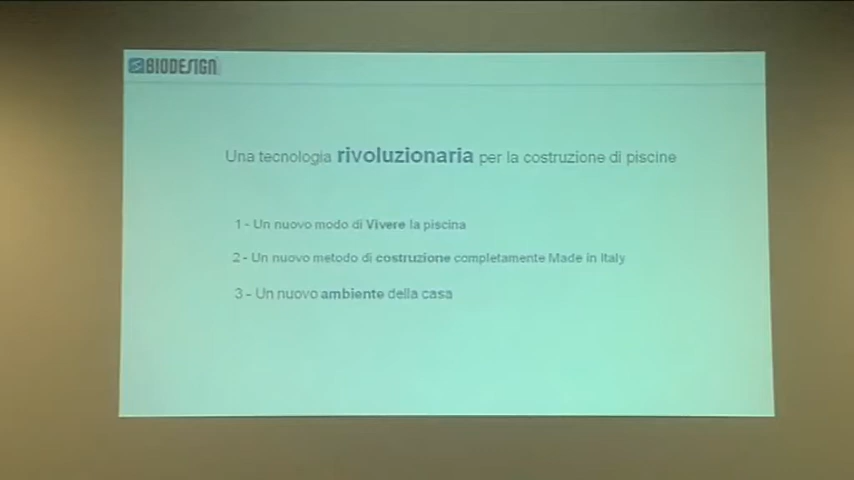 BIODESIGN
Una tecnologia rivoluzionaria per la costruzione di piscine
1 - Un nuovo modo di Vivere la piscina
2 - Un nuovo metodo di costruzione completamente Made in Italy
3 - Un nuovo ambiente della casa